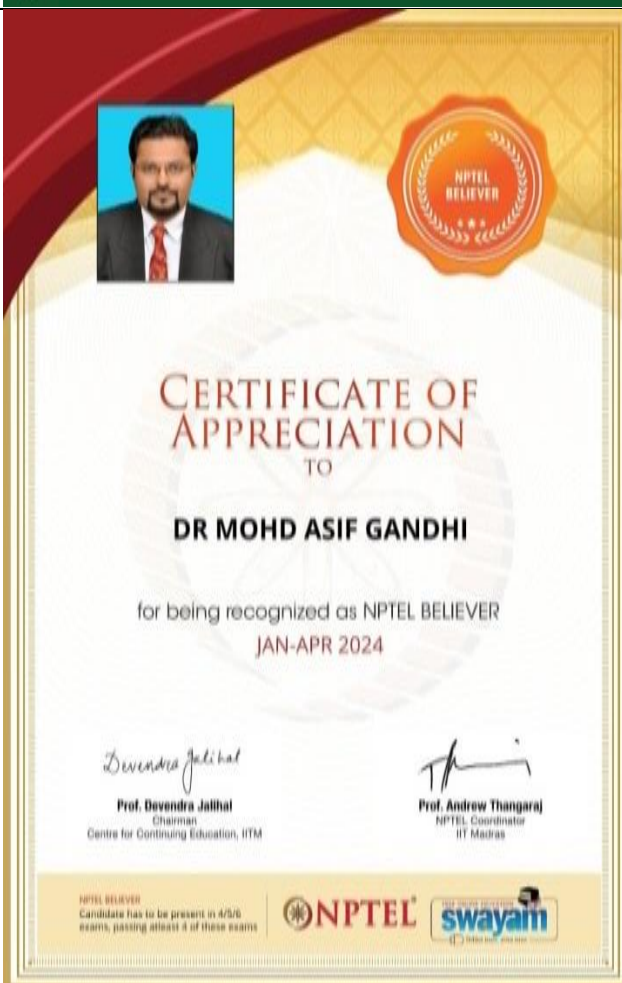 NPTEL
BELIEVER
CERTIFICATE OF
APPRECIATION
TO
DR MOHD ASIF GANDHI
for being recognized as NPTEL BELIEVER
JAN-APR 2024
Devendra Jalihal
Prof. Devendra Jalihal
Chairman
Centre for Continuing Education, IITM
Prof. Andrew Thangaraj
NPTEL Coordinator
IIT Madras
NPTEL BELIEVER
Candidate has to be present in 4/5/6
exams, passing atleast 4 of these exams
NPTEL
swayam